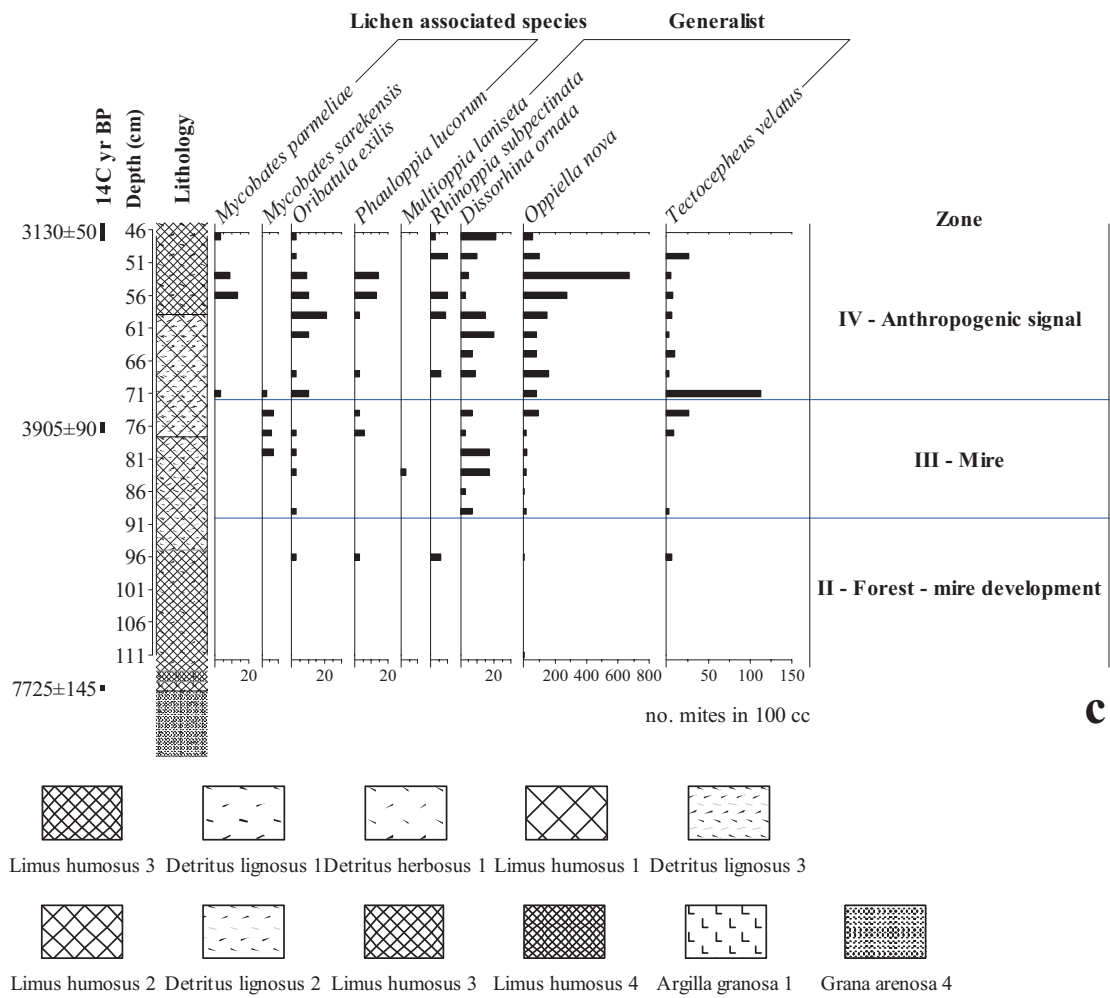 Lichen associated species
Generalist
14C yr BP
Depth (cm)
Lithology
Mycobates parmeliae
Mycobates sarekensis
Oribatula exilis
Phauloppia lucorum
Multioppia laniseta
Rhinoppia subpectinata
Dissorhina ornata
Oppiella nova
Tectocepheus velatus
Zone
3130±50
3905±90
7725±145
46
51
56
61
66
71
76
81
86
91
96
101
106
111
IV - Anthropogenic signal
III - Mire
II - Forest - mire development
20 20 20 200 400 600 800 50 100 150
no. mites in 100 cc
c
Limus humosus 3 Detritus lignosus 1 Detritus herbosus 1 Limus humosus 1 Detritus lignosus 3
Limus humosus 2 Detritus lignosus 2 Limus humosus 3 Limus humosus 4 Argilla granosa 1 Grana arenosa 4